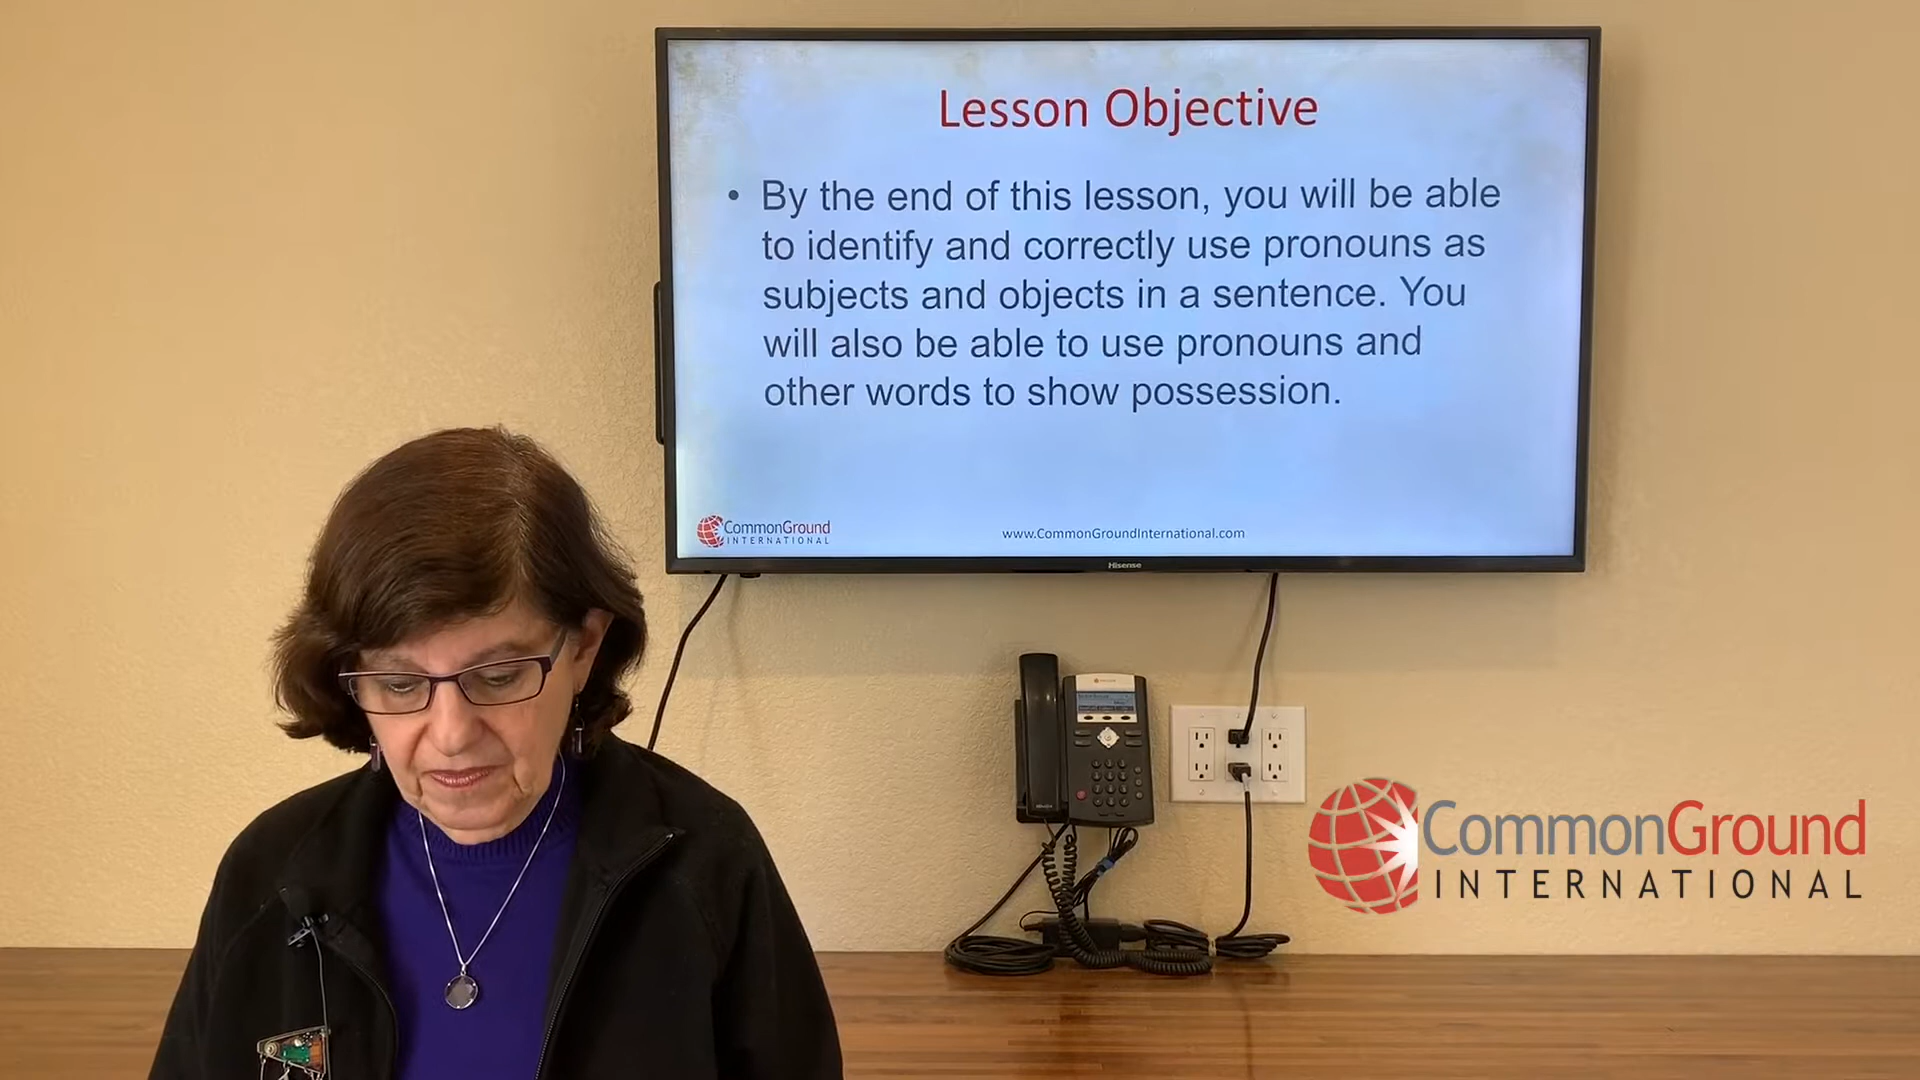 Lesson Objective
• By the end of this lesson, you will be able
to identify and correctly use pronouns as
subjects and objects in a sentence. You
will also be able to use pronouns and
other words to show possession.
CommonGround
INTERNATIONAL
www.CommonGroundInternational.com
Hisense
CommonGround
INTERNATIONAL